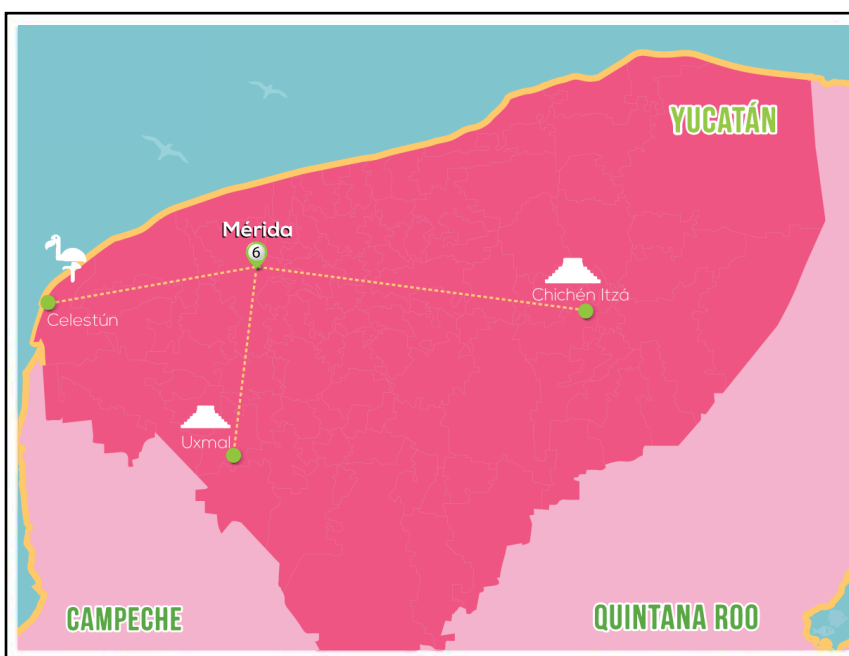 YUCATÁN
Mérida
6
Chichén Itzá
Celestún
Uxmal
CAMPECHE
QUINTANA ROO